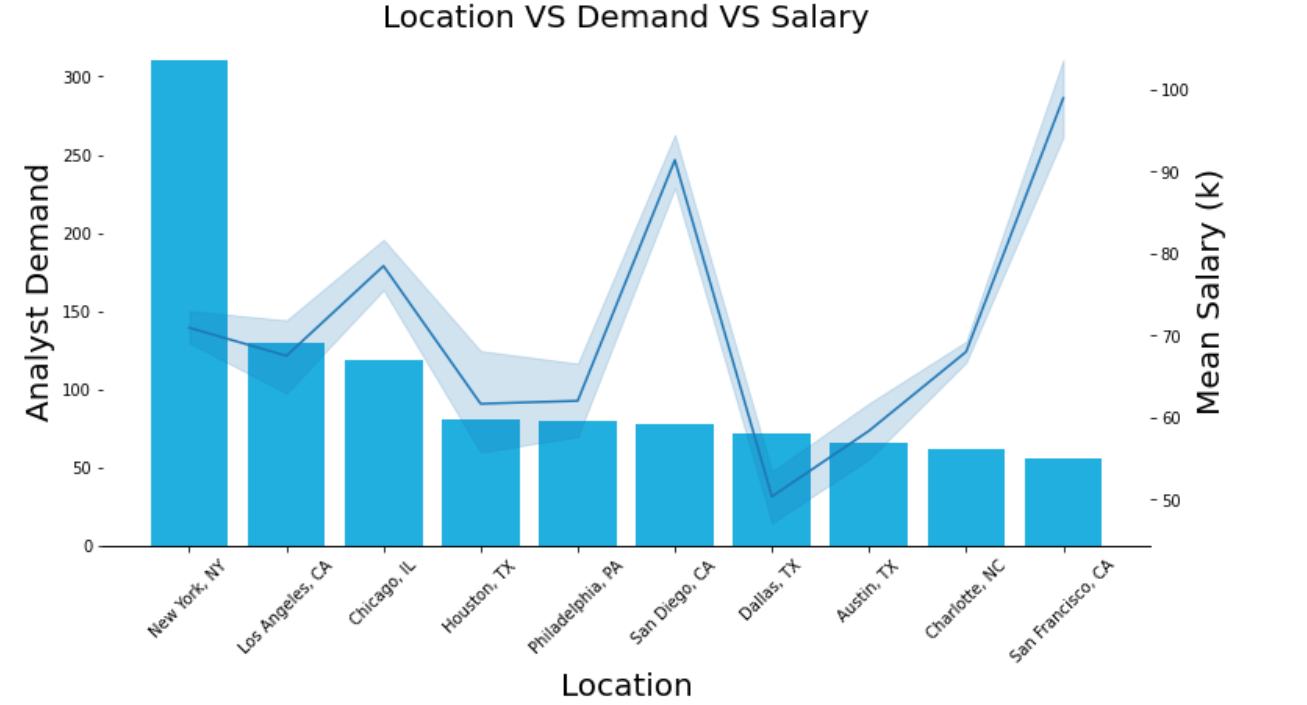 Location VS Demand VS Salary
Analyst Demand
300
250
200
150
100
50
0
100
90
80
70
60
50
Mean Salary (k)
New York, NY
Los Angeles, CA
Chicago, IL
Houston, TX
Philadelphia, PA
San Diego, CA
Dallas, TX
Austin, TX
Charlotte, NC
San Francisco, CA
Location